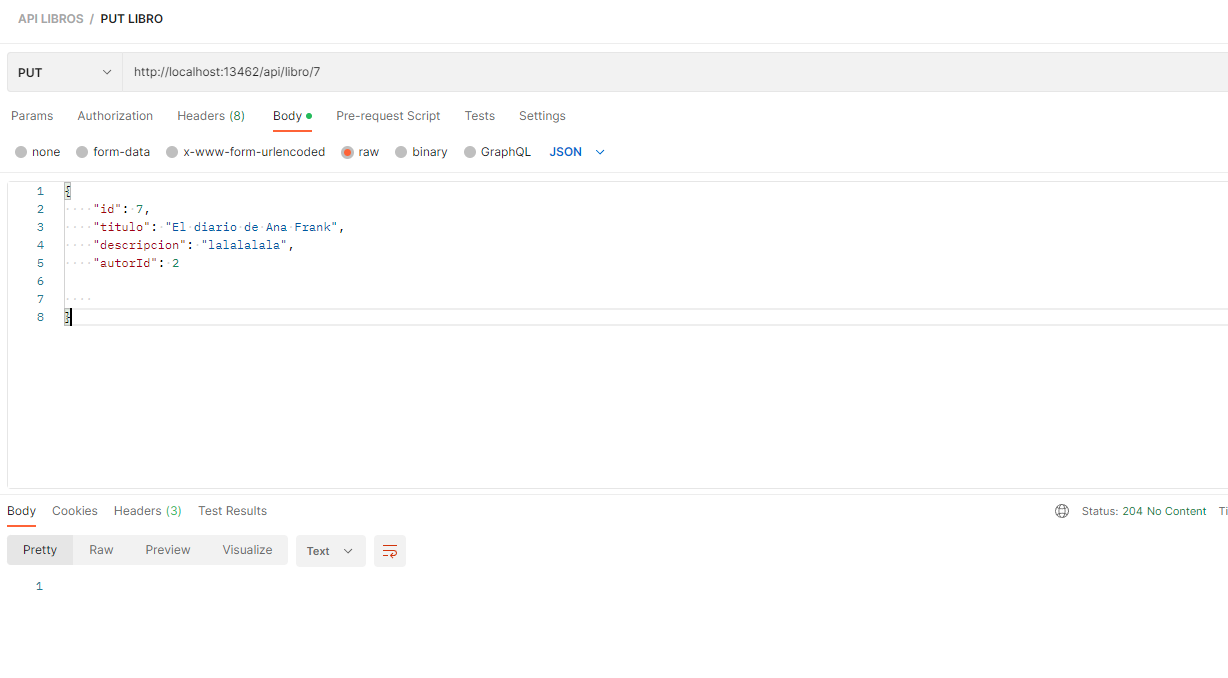 API LIBROS / PUT LIBRO
PUT http://localhost:13462/api/libro/7
Params Authorization Headers (8) Body Pre-request Script Tests Settings
none form-data x-www-form-urlencoded raw binary GraphQL JSON
1 {
2 "id": 7,
3 "titulo": "El diario de Ana Frank",
4 "descripcion": "lalalalala",
5 "autorId": 2
6
7
8 }
Body Cookies Headers (3) Test Results Status: 204 No Content Ti
Pretty Raw Preview Visualize Text
1